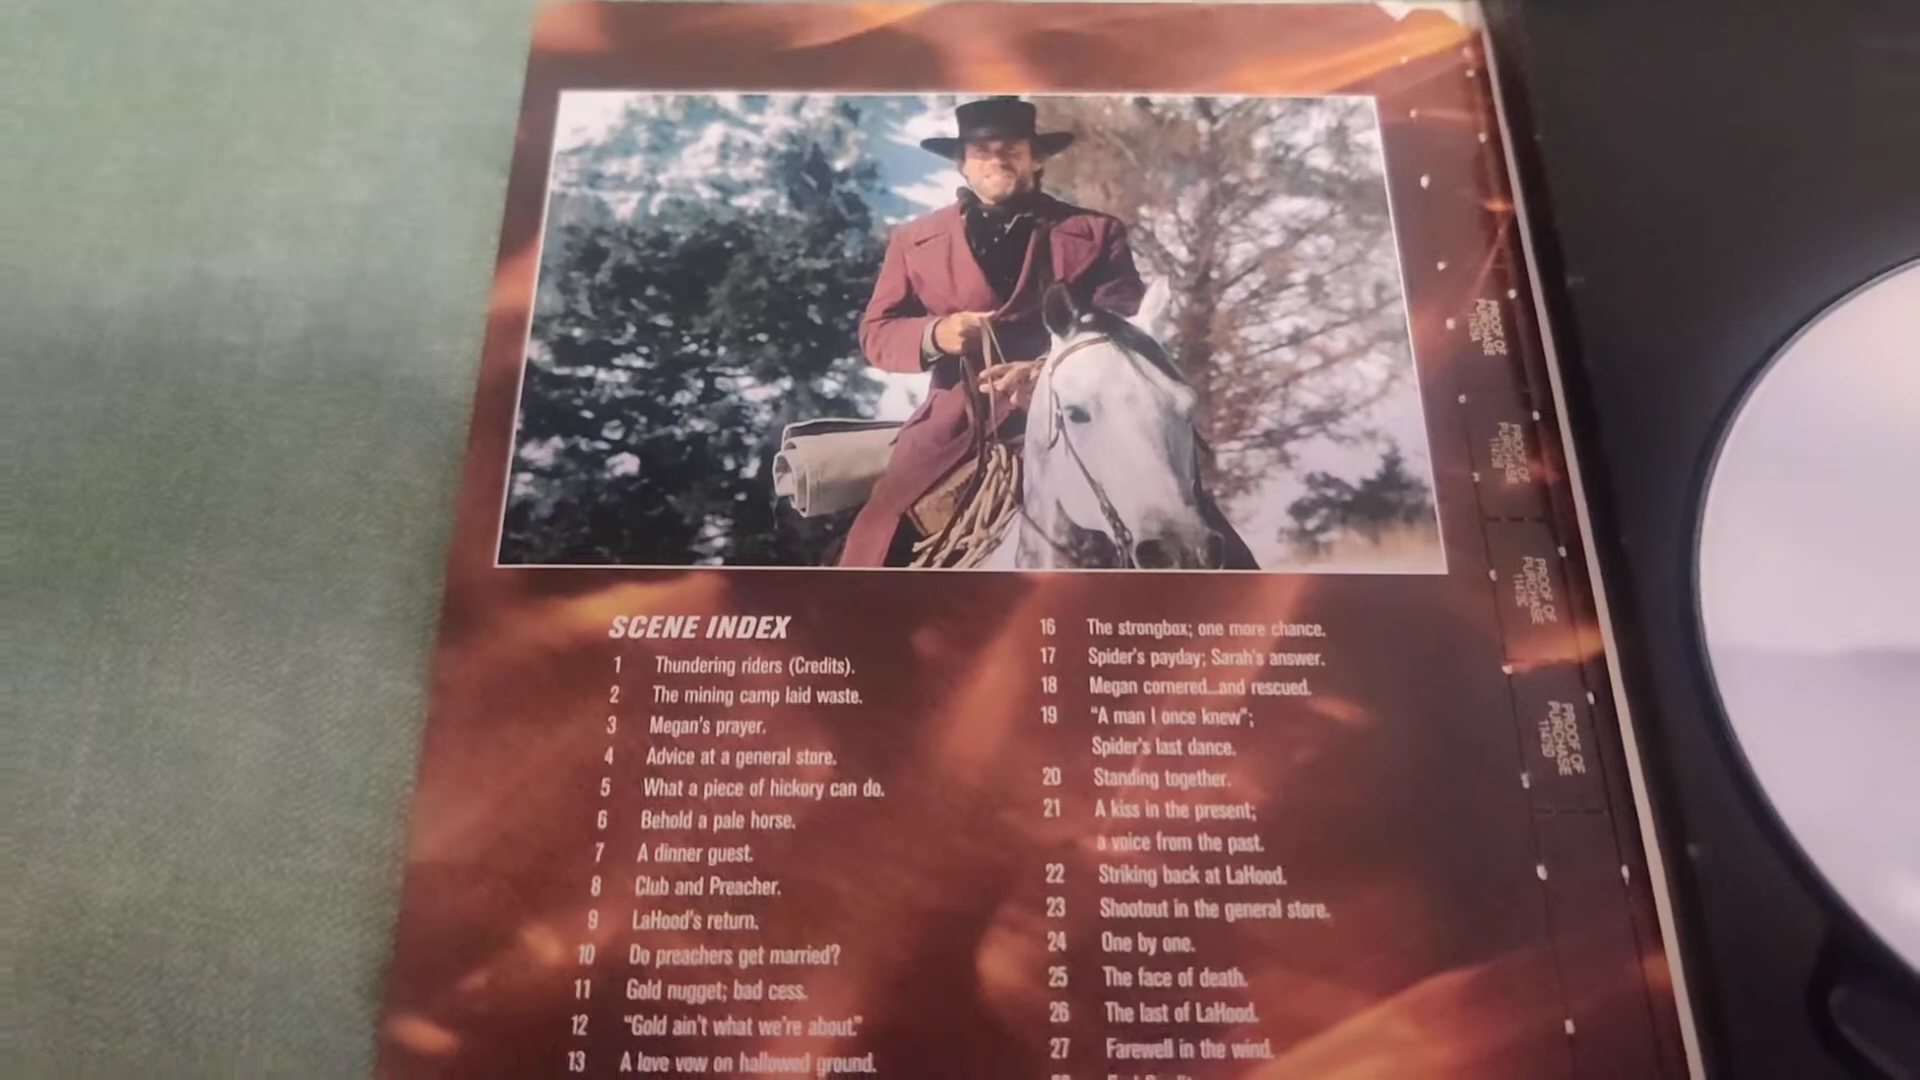 SCENE INDEX
1 Thundering riders (Credits).
2 The mining camp laid waste.
3 Megan's prayer.
4 Advice at a general store.
5 What a piece of hickory can do.
6 Behold a pale horse.
7 A dinner guest.
8 Club and Preacher.
9 LaHood's return.
10 Do preachers get married?
11 Gold nugget; bad cess.
12 "Gold ain't what we're about."
13 A love vow on hallowed ground.
16 The strongbox; one more chance.
17 Spider's payday; Sarah's answer.
18 Megan cornered...and rescued.
19 "A man I once knew";
Spider's last dance.
20 Standing together.
21 A kiss in the present;
a voice from the past.
22 Striking back at LaHood.
23 Shootout in the general store.
24 One by one.
25 The face of death.
26 The last of LaHood.
27 Farewell in the wind.
PROOF OF
PURCHASE
11475A
PROOF OF
PURCHASE
11475B
PROOF OF
PURCHASE
11475C
PROOF OF
PURCHASE
11475D